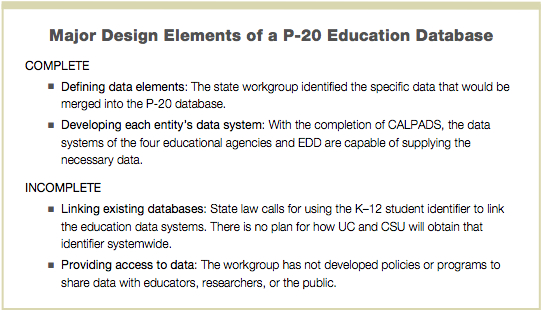 Major Design Elements of a P-20 Education Database
COMPLETE
■ Defining data elements: The state workgroup identified the specific data that would be
merged into the P-20 database.
■ Developing each entity's data system: With the completion of CALPADS, the data
systems of the four educational agencies and EDD are capable of supplying the
necessary data.
INCOMPLETE
■ Linking existing databases: State law calls for using the K–12 student identifier to link
the education data systems. There is no plan for how UC and CSU will obtain that
identifier systemwide.
■ Providing access to data: The workgroup has not developed policies or programs to
share data with educators, researchers, or the public.